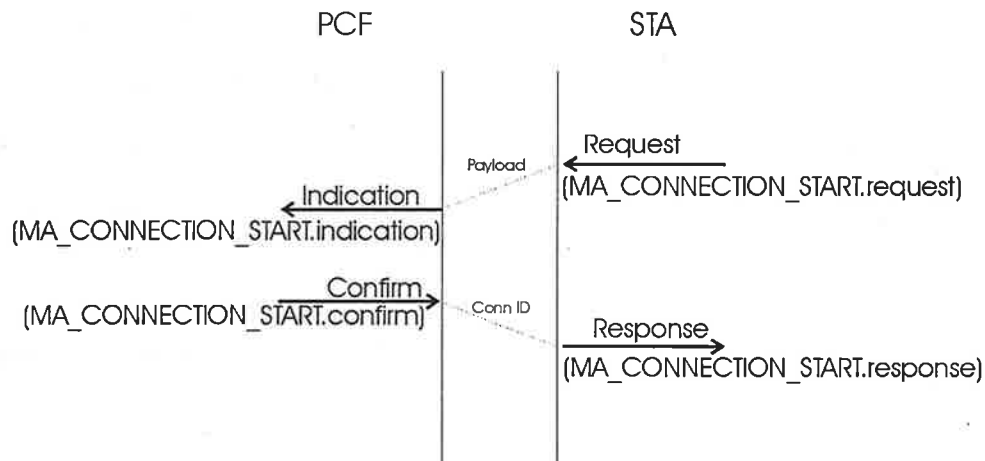 PCF
STA
Request
Payload
(MA_CONNECTION_START.request)
Indication
(MA_CONNECTION_START.indication)
Confirm
Conn ID
(MA_CONNECTION_START.confirm)
Response
(MA_CONNECTION_START.response)